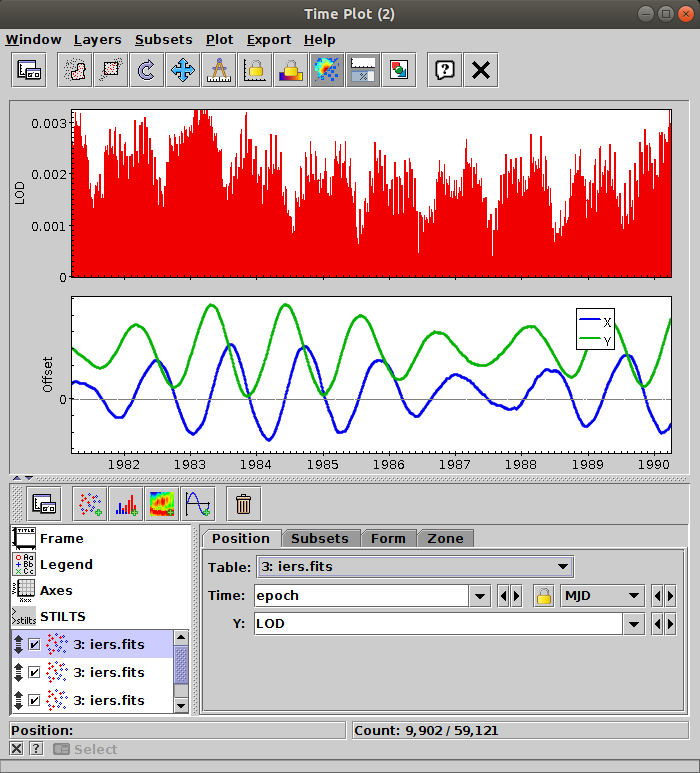 Time Plot (2)
Window Layers Subsets Plot Export Help
0.003
0.002
0.001
0
LOD
X
Y
Offset
0
1982 1983 1984 1985 1986 1987 1988 1989 1990
Frame
Legend
Axes
STILTS
3: iers.fits
3: iers.fits
3: iers.fits
Position Subsets Form Zone
Table: 3: iers.fits
Time: epoch MJD
Y: LOD
Position: Count: 9,902 / 59,121
Select